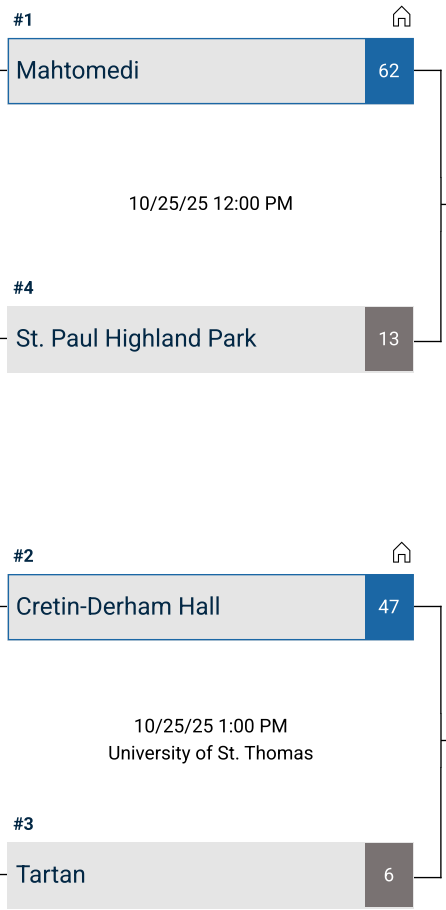 #1
Mahtomedi
62
10/25/25 12:00 PM
#4
St. Paul Highland Park
13
#2
Cretin-Derham Hall
47
10/25/25 1:00 PM
University of St. Thomas
#3
Tartan
6